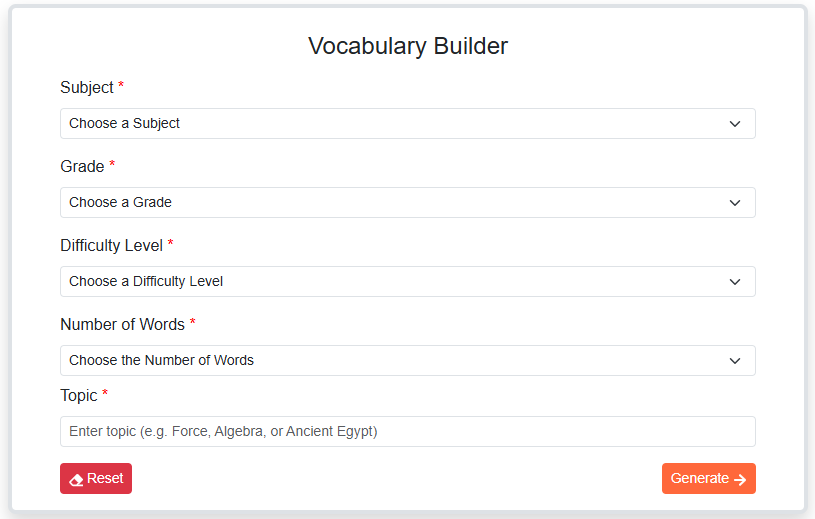 Vocabulary Builder
Subject *
Choose a Subject
Grade *
Choose a Grade
Difficulty Level *
Choose a Difficulty Level
Number of Words *
Choose the Number of Words
Topic *
Enter topic (e.g. Force, Algebra, or Ancient Egypt)
Reset Generate